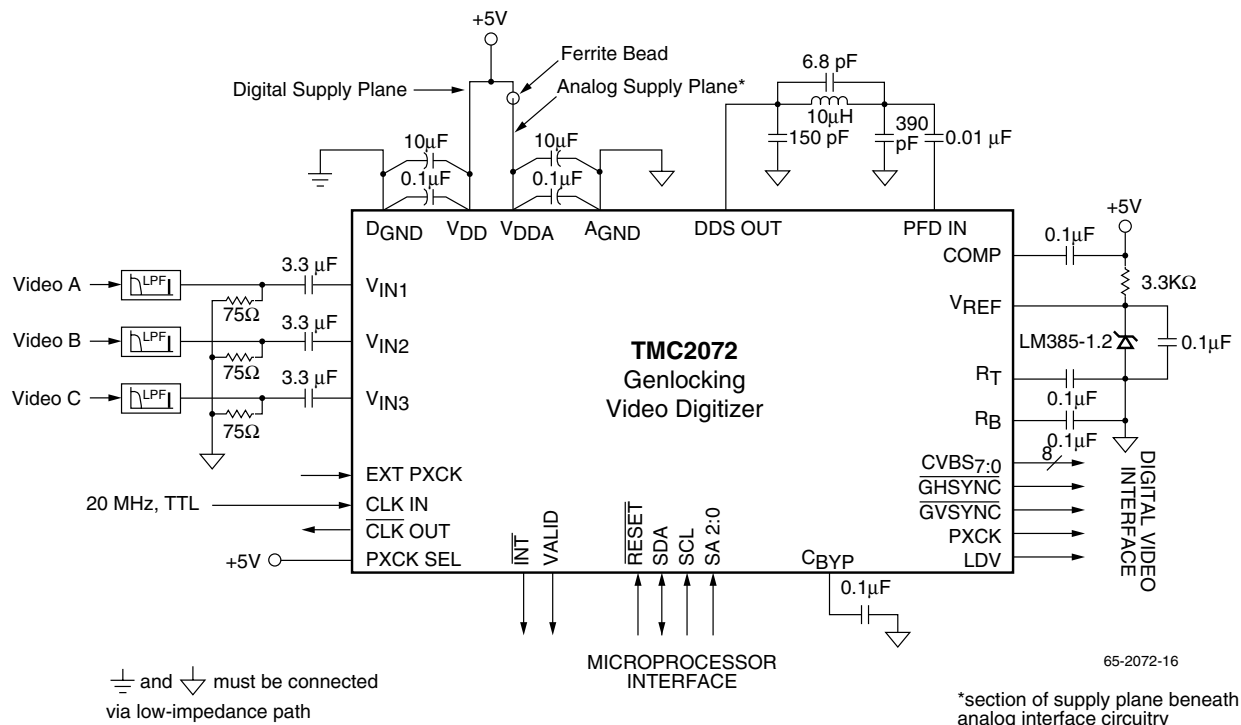 +5V
Ferrite Bead
Digital Supply Plane
Analog Supply Plane*
6.8 pF
10µH
150 pF
390
pF
0.01 µF
10µF
10µF
0.1µF
0.1µF
DGND
VDD
VDDA
AGND
DDS OUT
PFD IN
COMP
0.1µF
+5V
3.3KΩ
VREF
LM385-1.2
0.1µF
RT
0.1µF
RB
0.1µF
Video A
LPF
75Ω
3.3 µF
VIN1
Video B
LPF
75Ω
3.3 µF
VIN2
Video C
LPF
75Ω
3.3 µF
VIN3
TMC2072
Genlocking
Video Digitizer
EXT PXCK
20 MHz, TTL
CLK IN
CLK OUT
+5V
PXCK SEL
INT
VALID
RESET
SDA
SCL
SA 2:0
CBYP
0.1µF
CVBS7:0
8
GHSYNC
GVSYNC
PXCK
LDV
DIGITAL VIDEO
INTERFACE
MICROPROCESSOR
INTERFACE
65-2072-16
and must be connected
via low-impedance path
*section of supply plane beneath
analog interface circuitry